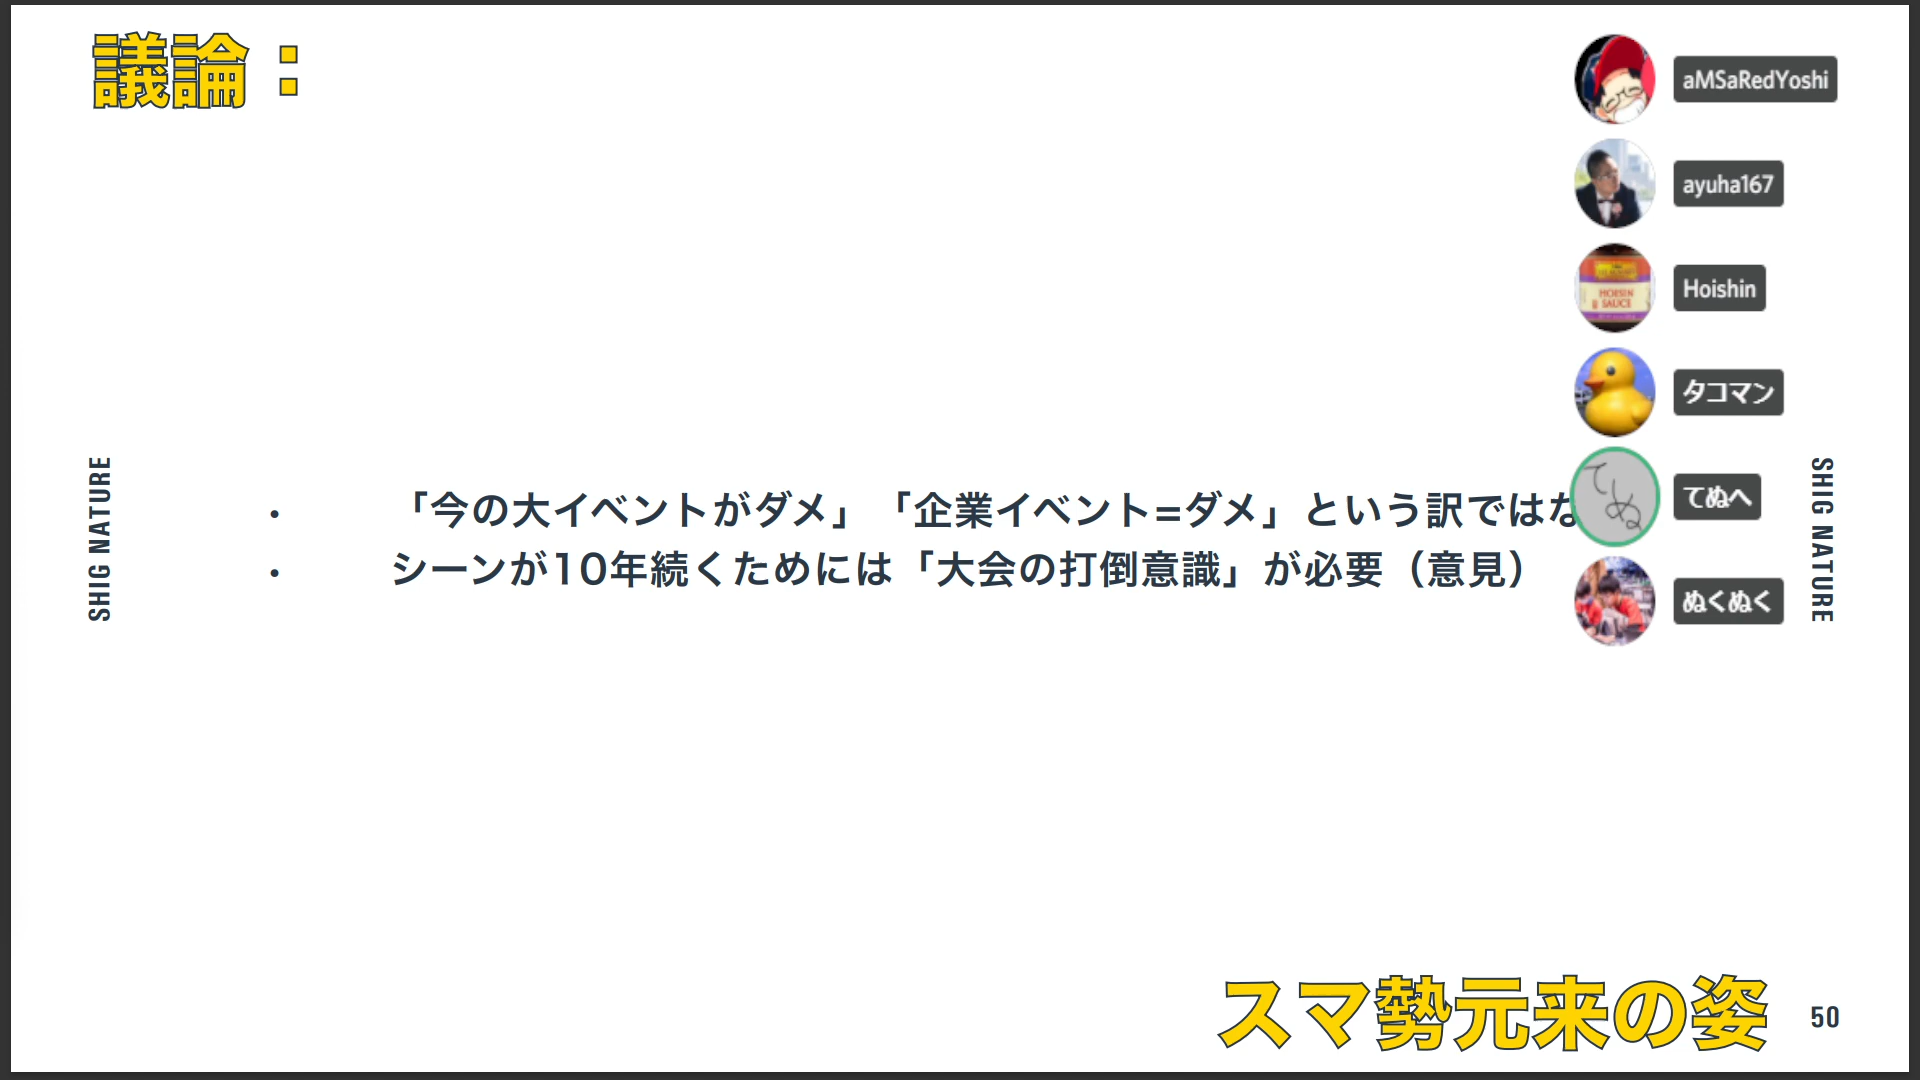 議論：
SHIG NATURE
・ 「今の大イベントがダメ」「企業イベント=ダメ」という訳ではな
・ シーンが10年続くためには「大会の打倒意識」が必要（意見）
aMSaRedYoshi
ayuha167
HOISIN
SAUCE
Hoishin
タコマン
てぬ
てぬへ
ぬくぬく
SHIG NATURE
スマ勢元来の姿
50